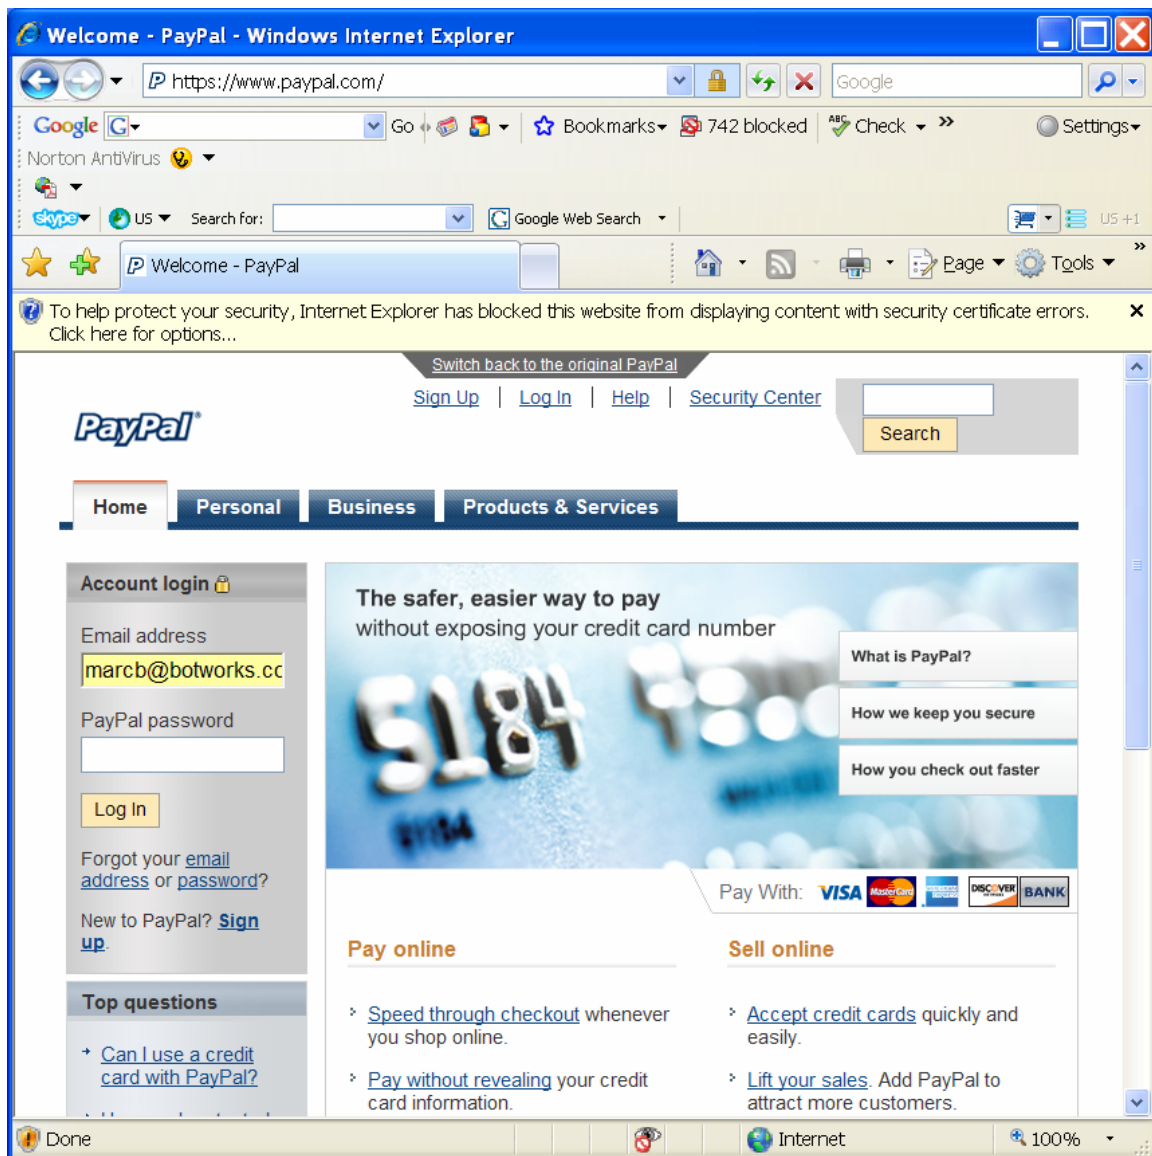 Welcome - PayPal - Windows Internet Explorer
https://www.paypal.com/
Google
Google G Go Bookmarks 742 blocked ABC Check » Settings
Norton AntiVirus
skype US Search for: G Google Web Search US +1
Welcome - PayPal Page Tools »
To help protect your security, Internet Explorer has blocked this website from displaying content with security certificate errors.
Click here for options...
Switch back to the original PayPal
Sign Up | Log In | Help | Security Center
PayPal®
Search
Home Personal Business Products & Services
Account login
Email address
marcb@botworks.cc
PayPal password
Log In
Forgot your email
address or password?
New to PayPal? Sign
up.
Top questions
Can I use a credit
card with PayPal?
The safer, easier way to pay
without exposing your credit card number
5184
5184
What is PayPal?
How we keep you secure
How you check out faster
Pay With: VISA MasterCard DISCOVER BANK
Pay online
Speed through checkout whenever
you shop online.
Pay without revealing your credit
card information.
Sell online
Accept credit cards quickly and
easily.
Lift your sales. Add PayPal to
attract more customers.
Done Internet 100%